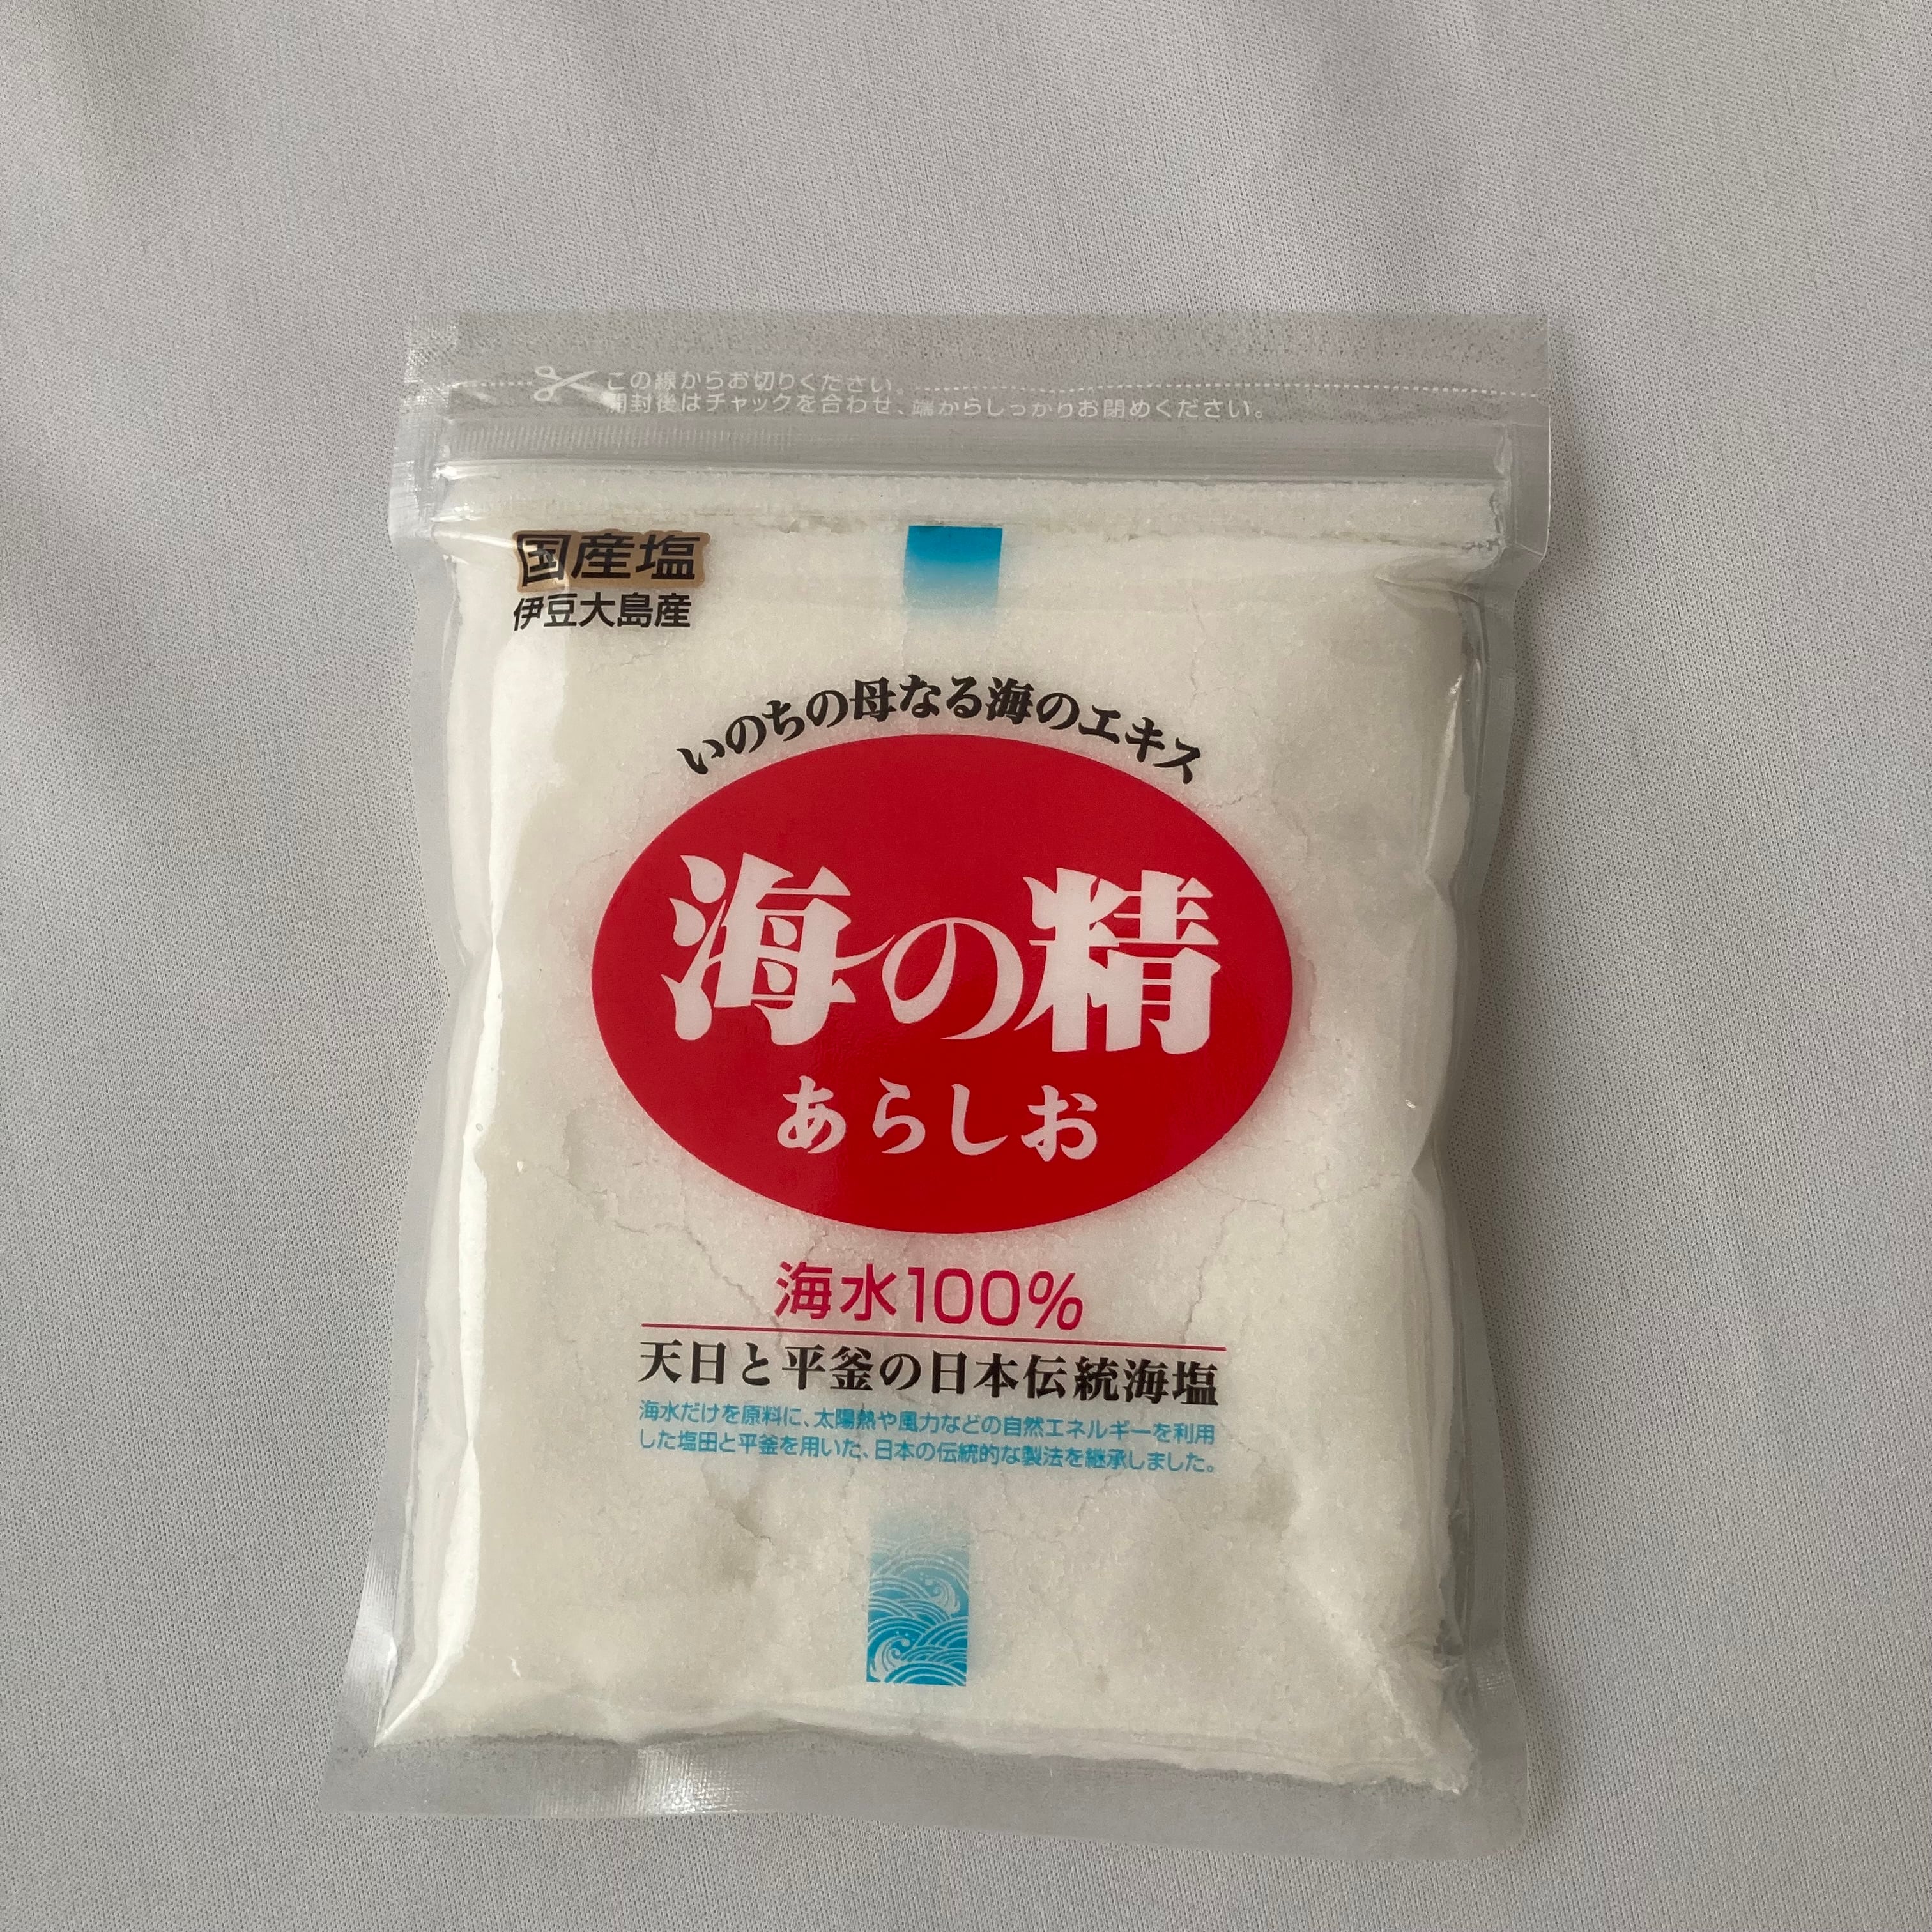 この線からお切りください。
開封後はチャックを合わせ、端からしっかりお閉めください。
国産塩
伊豆大島産
いのちの母なる海のエキス
海の精
あらしお
海水100%
天日と平釜の日本伝統海塩
海水だけを原料に、太陽熱や風力などの自然エネルギーを利用
した塩田と平釜を用いた、日本の伝統的な製法を継承しました。